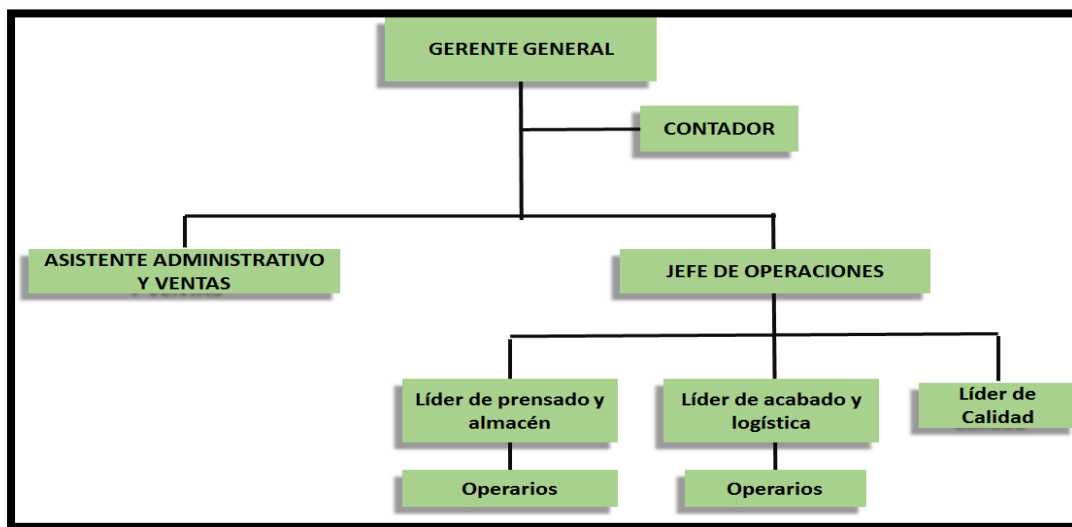 GERENTE GENERAL
CONTADOR
ASISTENTE ADMINISTRATIVO
Y VENTAS
JEFE DE OPERACIONES
Líder de prensado y
almacén
Líder de acabado y
logística
Líder de
Calidad
Operarios
Operarios